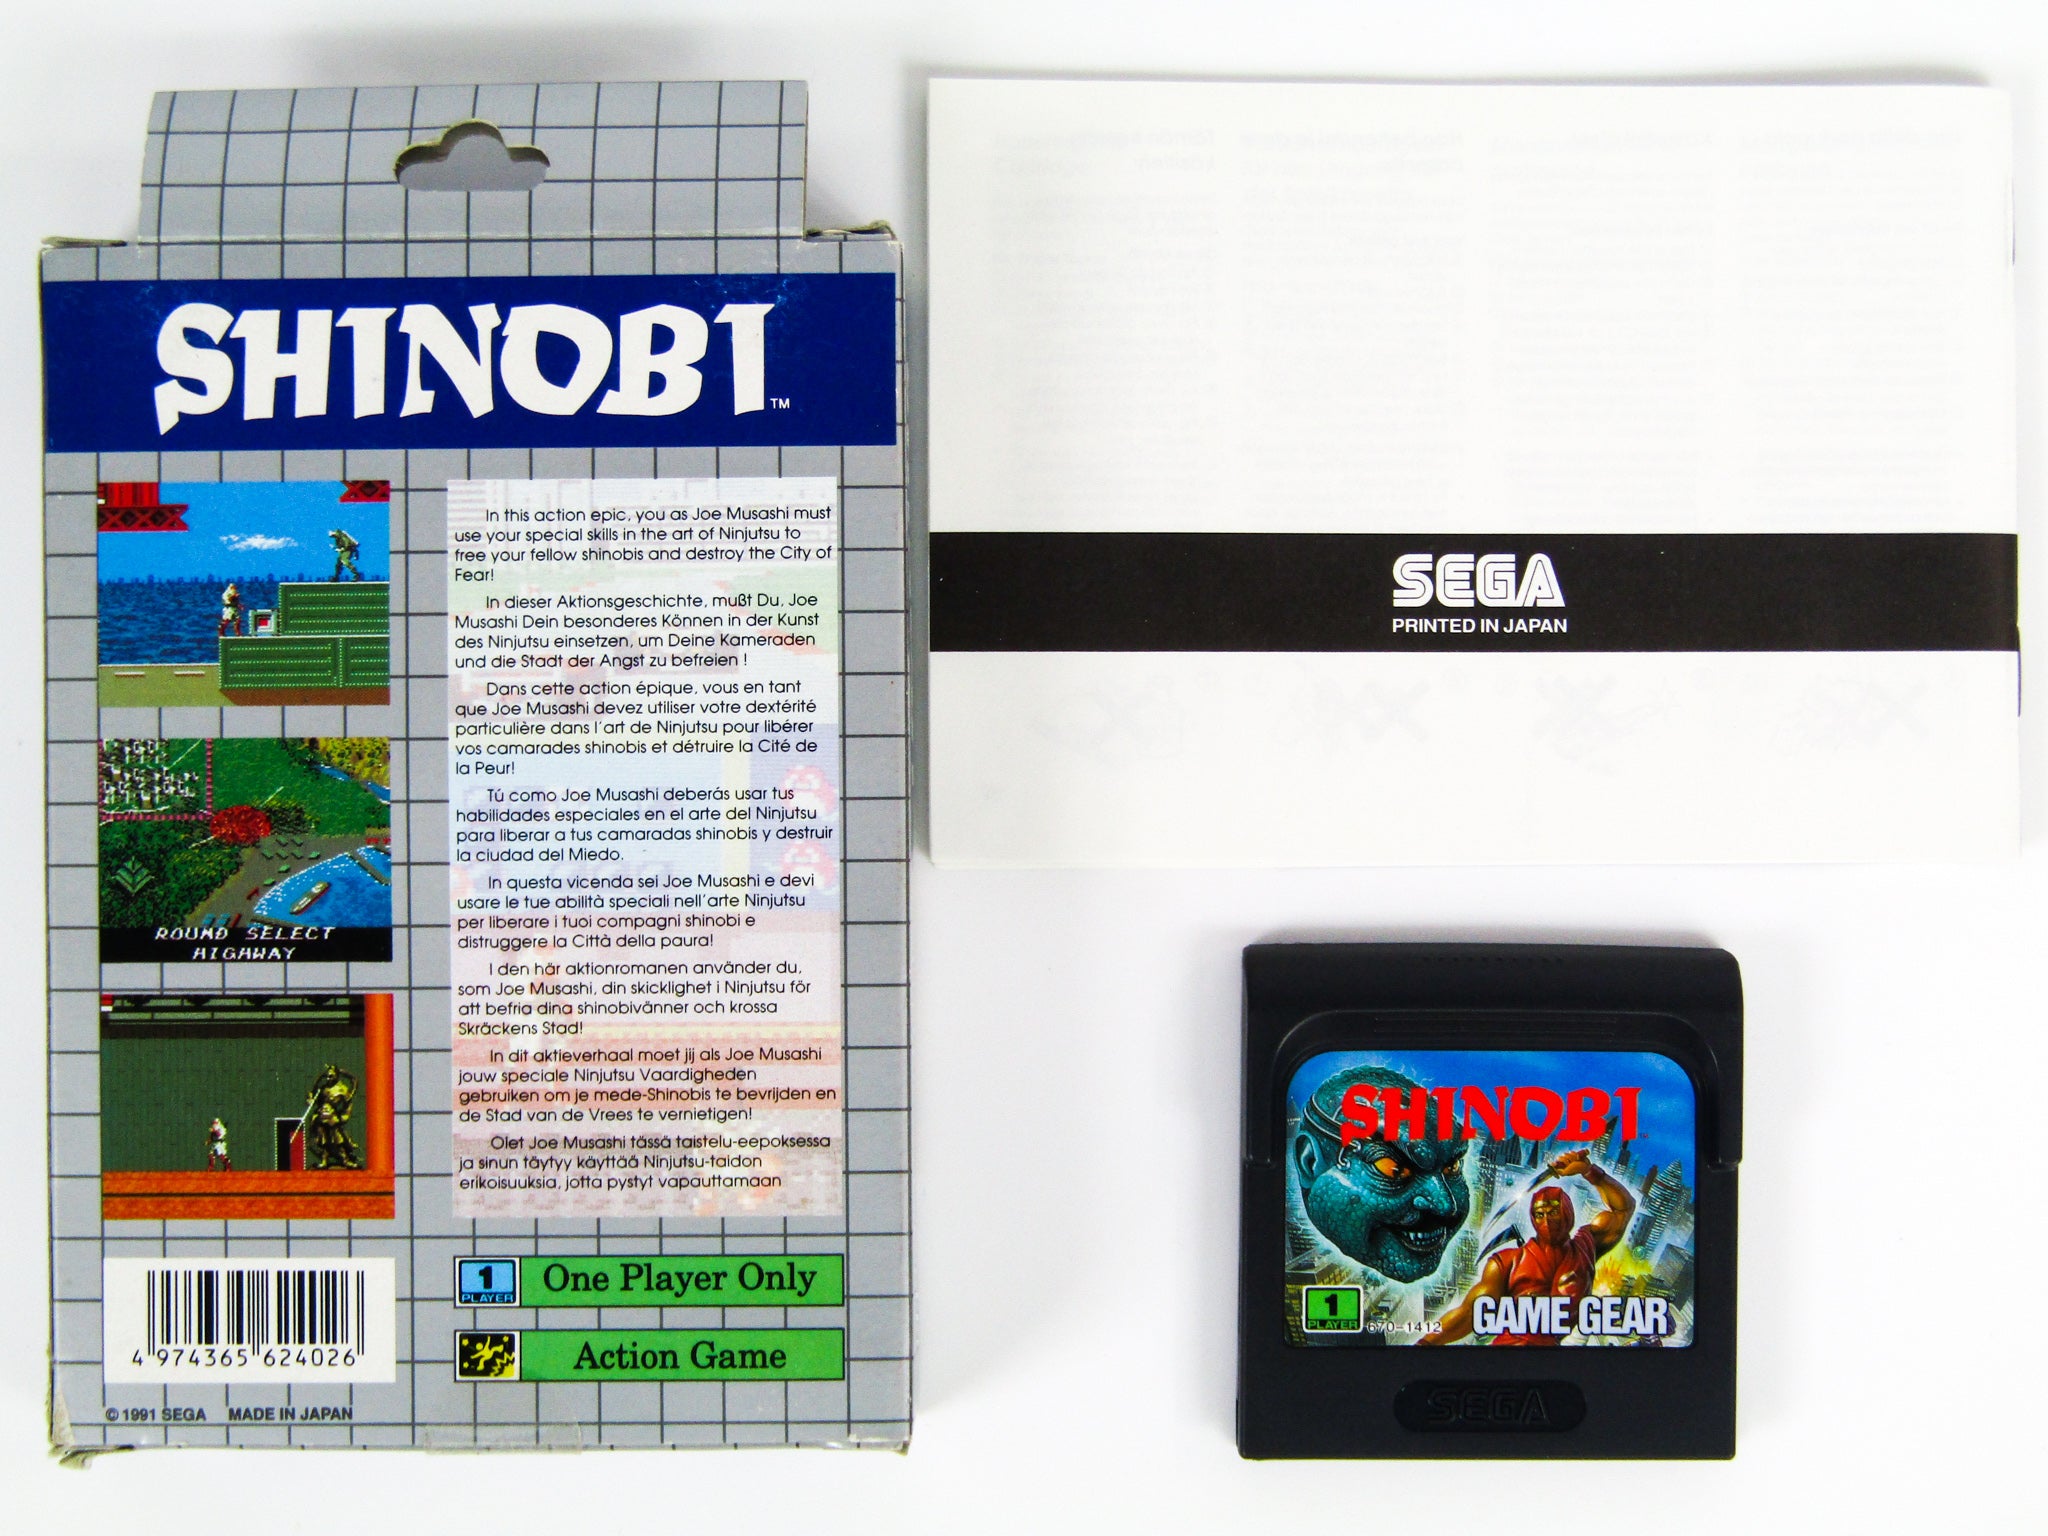 SHINOBI™
In this action epic, you as Joe Musashi must
use your special skills in the art of Ninjutsu to
free your fellow shinobis and destroy the City of
Fear!
In dieser Aktionsgeschichte, mußt Du, Joe
Musashi Dein besonderes Können in der Kunst
des Ninjutsu einsetzen, um Deine Kameraden
und die Stadt der Angst zu befreien !
Dans cette action épique, vous en tant
que Joe Musashi devez utiliser votre dextérité
particulière dans l'art de Ninjutsu pour libérer
vos camarades shinobis et détruire la Cité de
la Peur!
Tú como Joe Musashi deberás usar tus
habilidades especiales en el arte del Ninjutsu
para liberar a tus camaradas shinobis y destruir
la ciudad del Miedo.
In questa vicenda sei Joe Musashi e devi
usare le tue abilità speciali nell'arte Ninjutsu
per liberare i tuoi compagni shinobi e
distruggere la Città della paura!
I den här aktionromanen använder du,
som Joe Musashi, din skicklighet i Ninjutsu för
att befria dina shinobivänner och krossa
Skräckens Stad!
In dit aktieverhaal moet jij als Joe Musashi
jouw speciale Ninjutsu Vaardigheden
gebruiken om je mede-Shinobis te bevrijden en
de Stad van de Vrees te vernietigen!
Olet Joe Musashi tässä taistelu-eepoksessa
ja sinun täytyy käyttää Ninjutsu-taidon
erikoisuuksia, jotta pystyt vapauttamaan
ROUND SELECT
HIGHWAY
1 PLAYER One Player Only
Action Game
4 974365 624026
© 1991 SEGA MADE IN JAPAN
SEGA
PRINTED IN JAPAN
SHINOBI™
1
PLAYER 670-1412
GAME GEAR™
SEGA